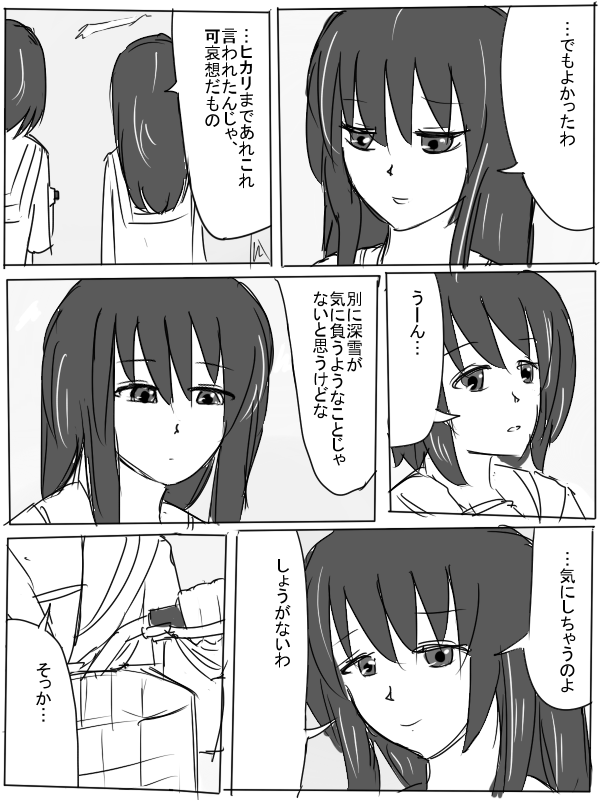 …でもよかったわ
…ヒカリまであれこれ
言われたんじゃ、
可哀想だもの
うーん…
別に深雪が
気に負うようなことじゃ
ないと思うけどな
…気にしちゃうのよ
しょうがないわ
そっか…